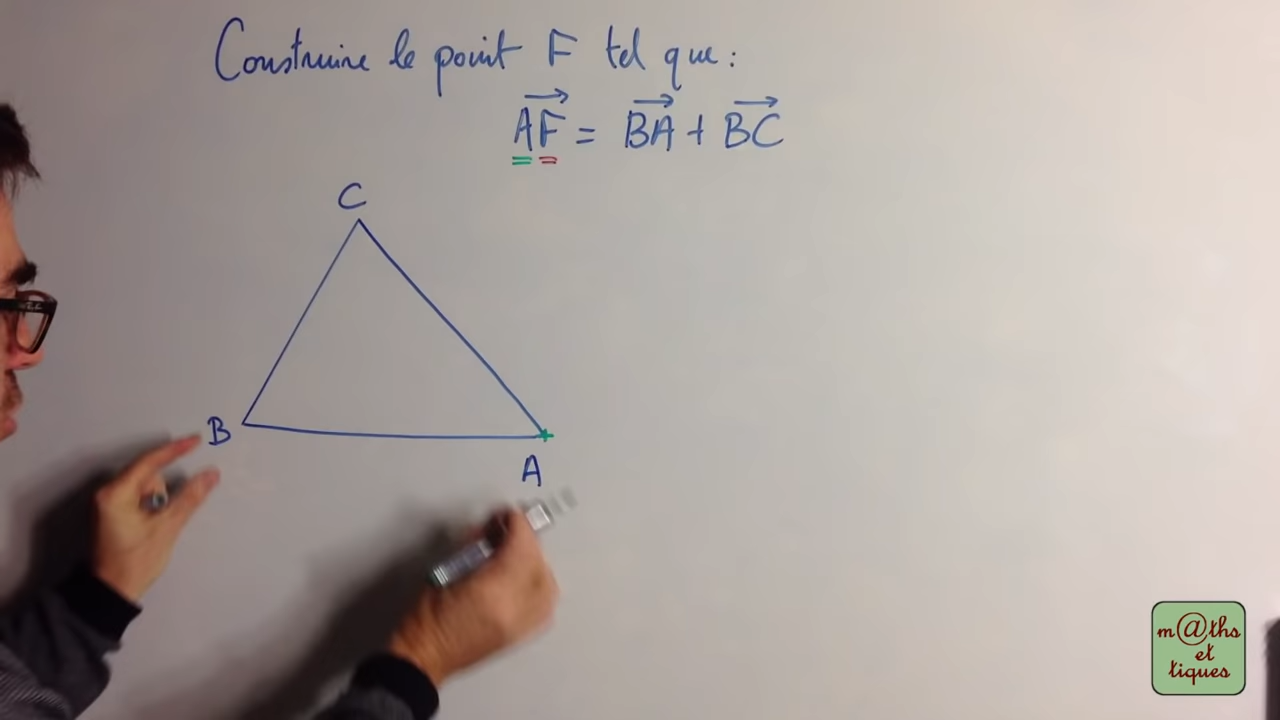 Construire le point F tel que :
AF = BA + BC
C
B
A
m@ths
et
tiques